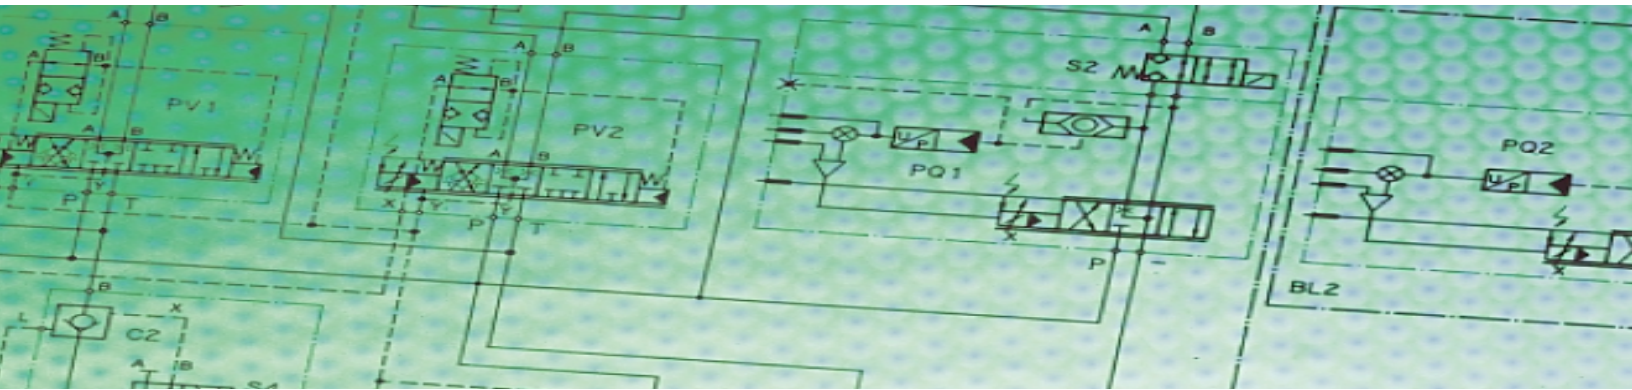 A B
A B
PV1
A B
X Y Y
P T
B
L X
C2
A B
S4
A B
A B
PV2
A B
X Y Y
P T
A B
S2
U P
PQ1
X
P
PQ2
U P
X
BL2